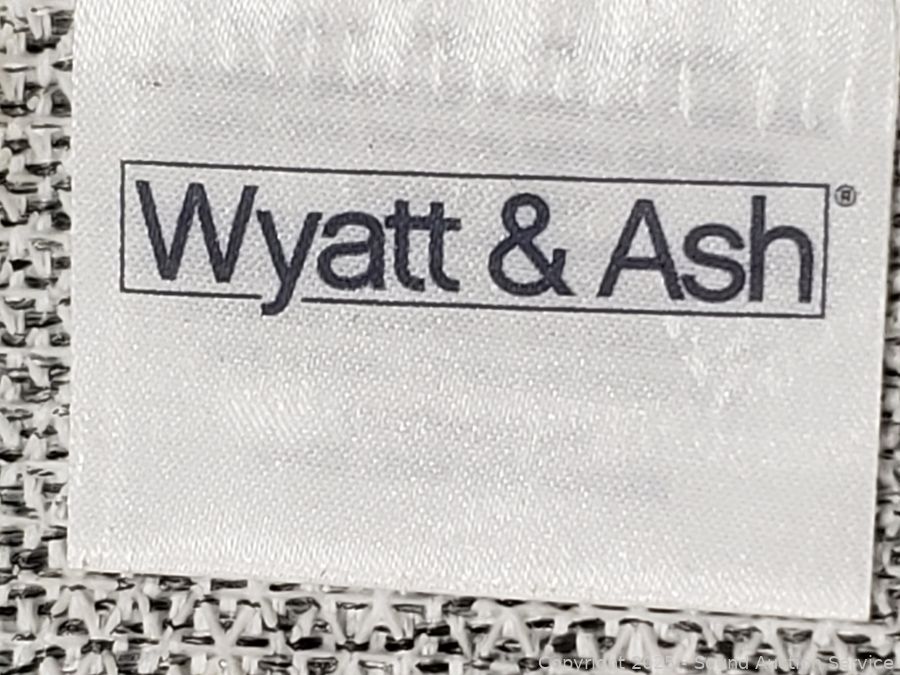 Wyatt & Ash®
Copyright 2025 - Sound Auction Service